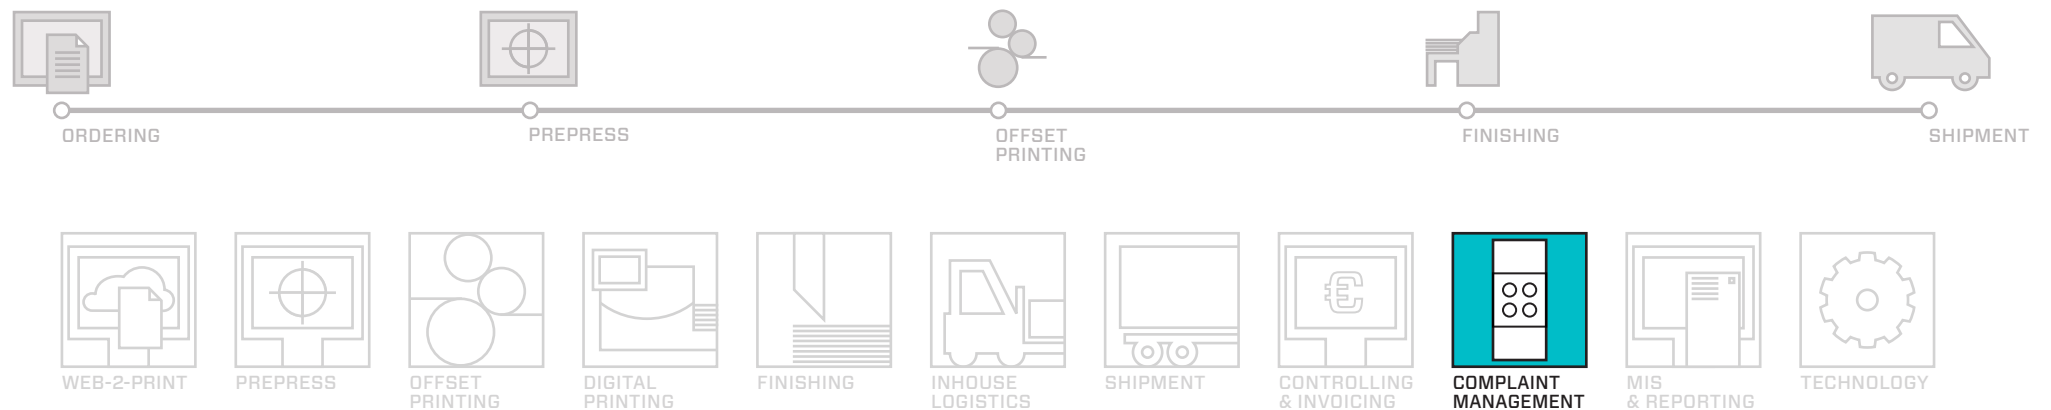 ORDERING
PREPRESS
OFFSET
PRINTING
FINISHING
SHIPMENT
WEB-2-PRINT
PREPRESS
OFFSET
PRINTING
DIGITAL
PRINTING
FINISHING
INHOUSE
LOGISTICS
SHIPMENT
€
CONTROLLING
& INVOICING
COMPLAINT
MANAGEMENT
MIS
& REPORTING
TECHNOLOGY